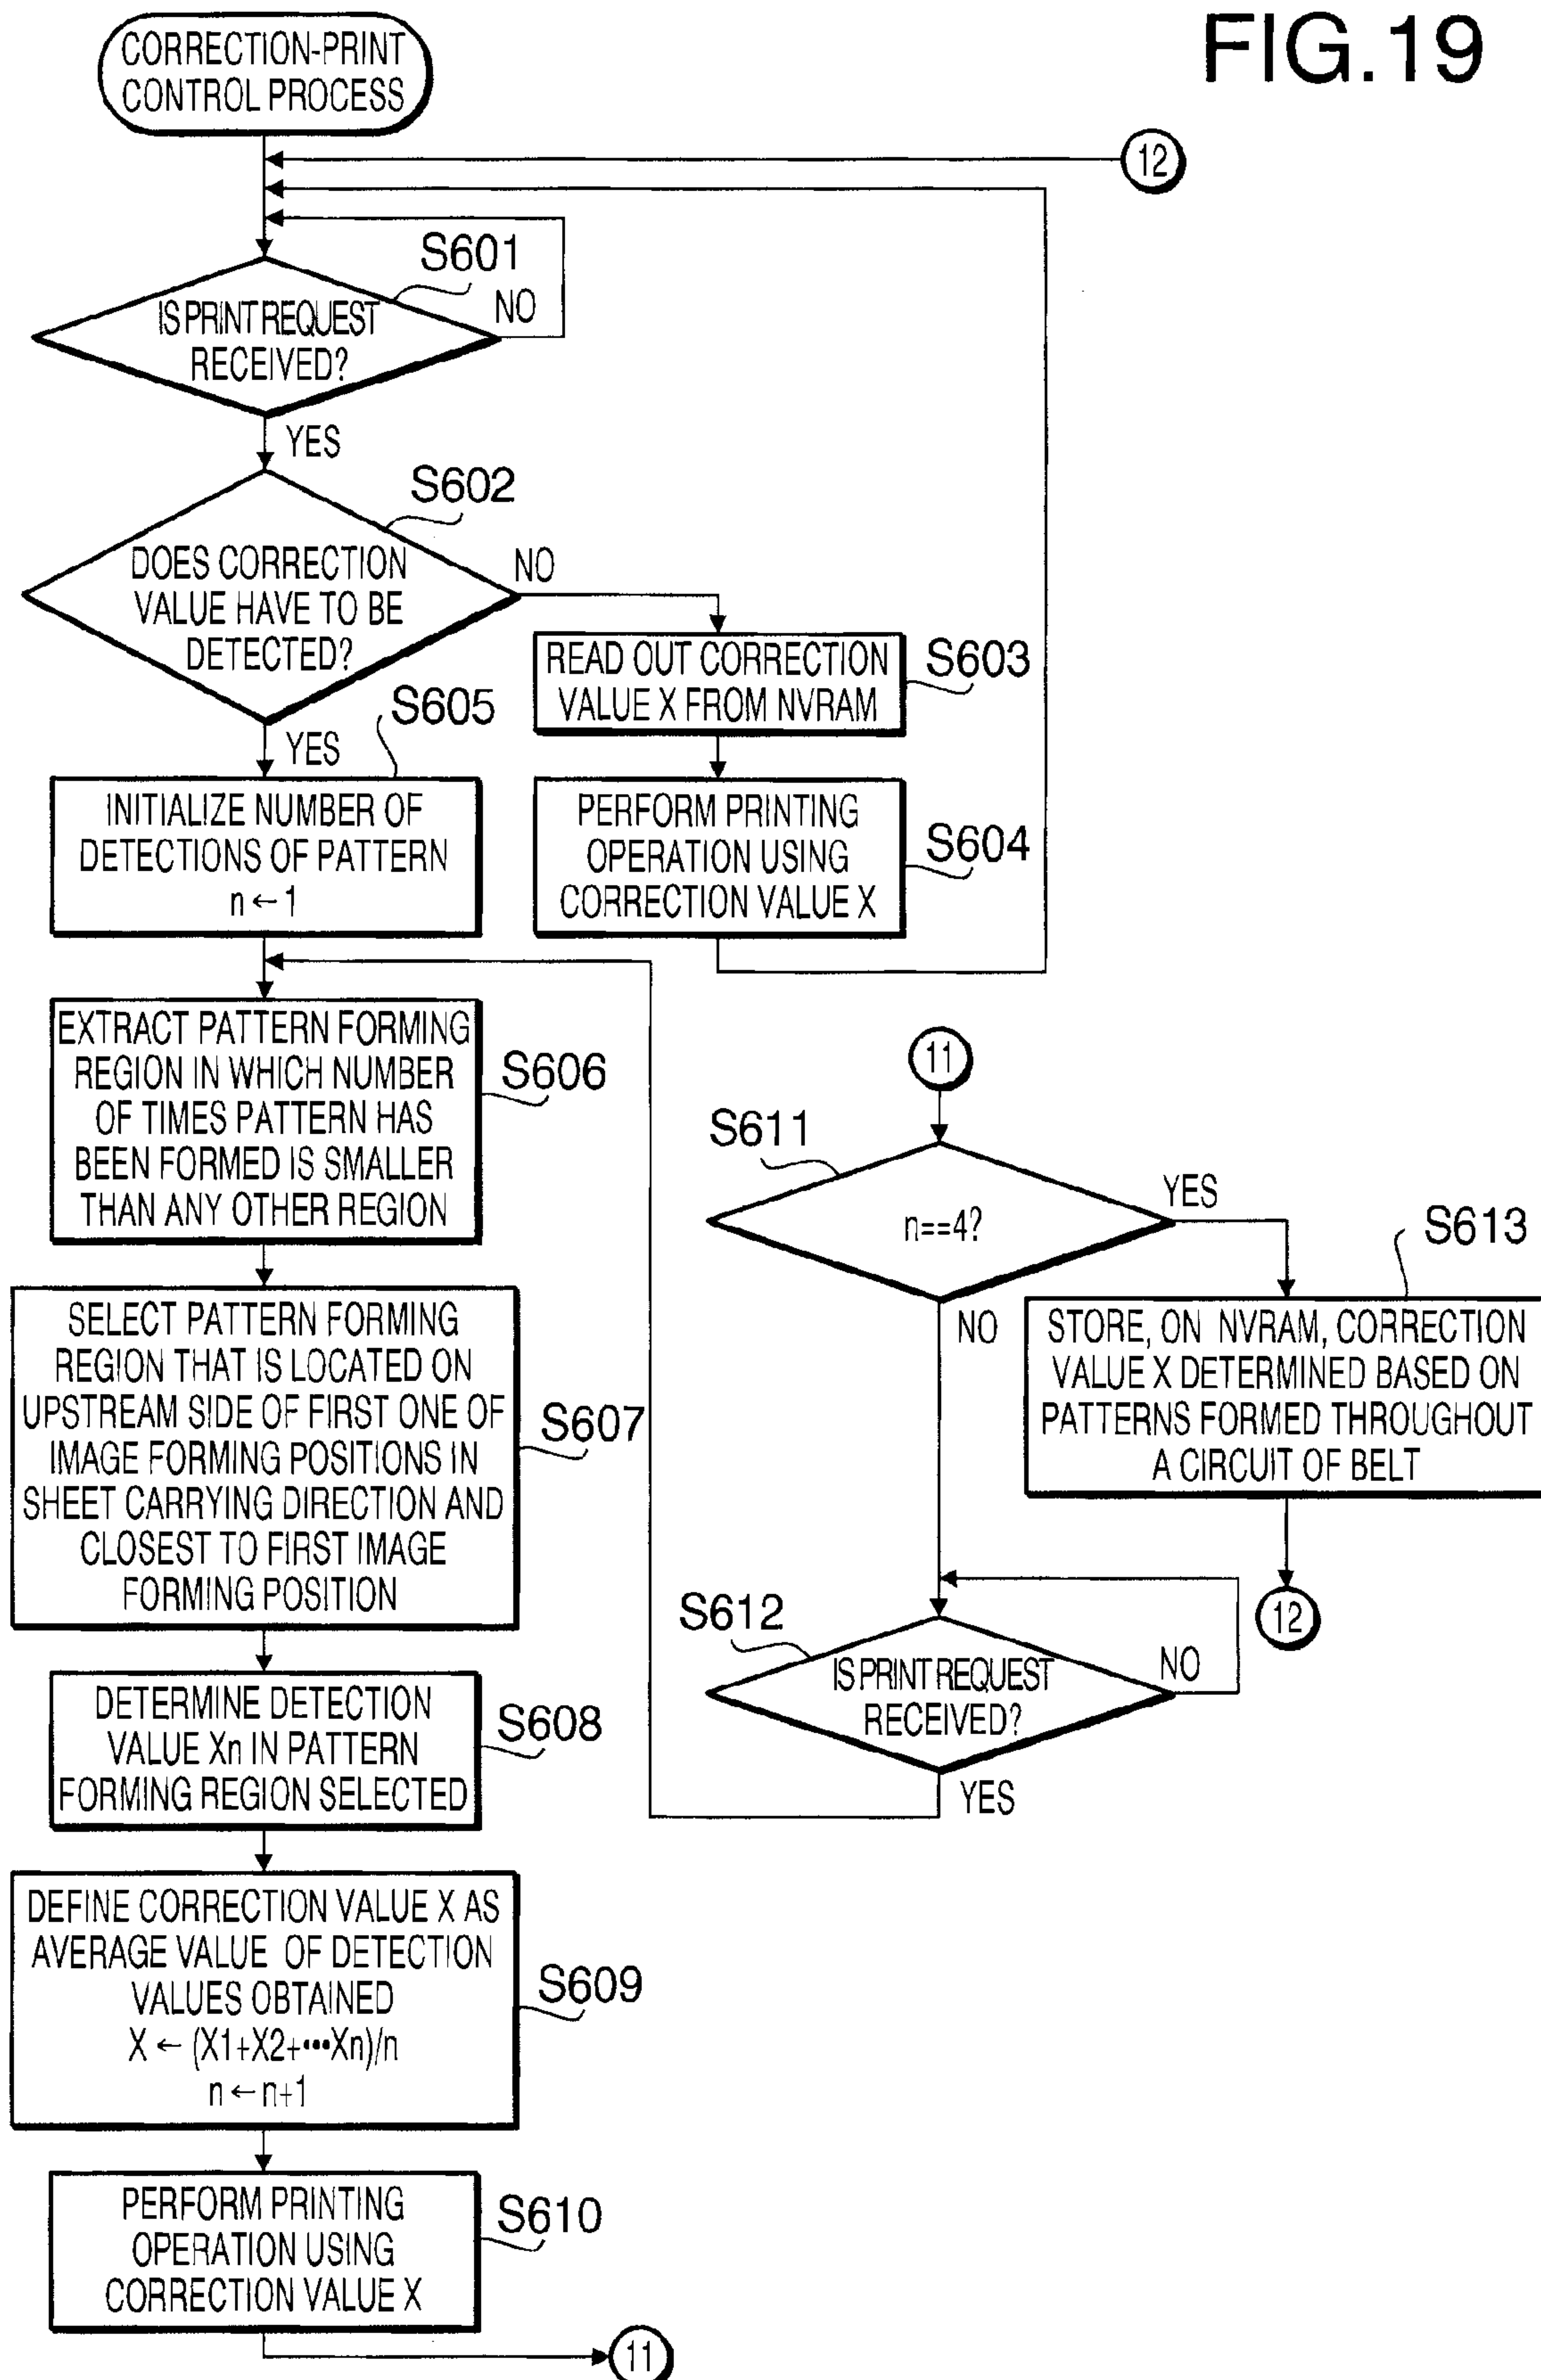 FIG.19
CORRECTION-PRINT
CONTROL PROCESS
12
S601
IS PRINT REQUEST
RECEIVED?
NO
YES
S602
DOES CORRECTION
VALUE HAVE TO BE
DETECTED?
NO
YES
READ OUT CORRECTION
VALUE X FROM NVRAM
S603
PERFORM PRINTING
OPERATION USING
CORRECTION VALUE X
S604
S605
INITIALIZE NUMBER OF
DETECTIONS OF PATTERN
n←1
EXTRACT PATTERN FORMING
REGION IN WHICH NUMBER
OF TIMES PATTERN HAS
BEEN FORMED IS SMALLER
THAN ANY OTHER REGION
S606
SELECT PATTERN FORMING
REGION THAT IS LOCATED ON
UPSTREAM SIDE OF FIRST ONE OF
IMAGE FORMING POSITIONS IN
SHEET CARRYING DIRECTION AND
CLOSEST TO FIRST IMAGE
FORMING POSITION
S607
DETERMINE DETECTION
VALUE Xn IN PATTERN
FORMING REGION SELECTED
S608
DEFINE CORRECTION VALUE X AS
AVERAGE VALUE OF DETECTION
VALUES OBTAINED
X ← (X1+X2+•••Xn)/n
n←n+1
S609
PERFORM PRINTING
OPERATION USING
CORRECTION VALUE X
S610
11
11
S611
n==4?
YES
NO
S613
STORE, ON NVRAM, CORRECTION
VALUE X DETERMINED BASED ON
PATTERNS FORMED THROUGHOUT
A CIRCUIT OF BELT
12
S612
IS PRINT REQUEST
RECEIVED?
NO
YES